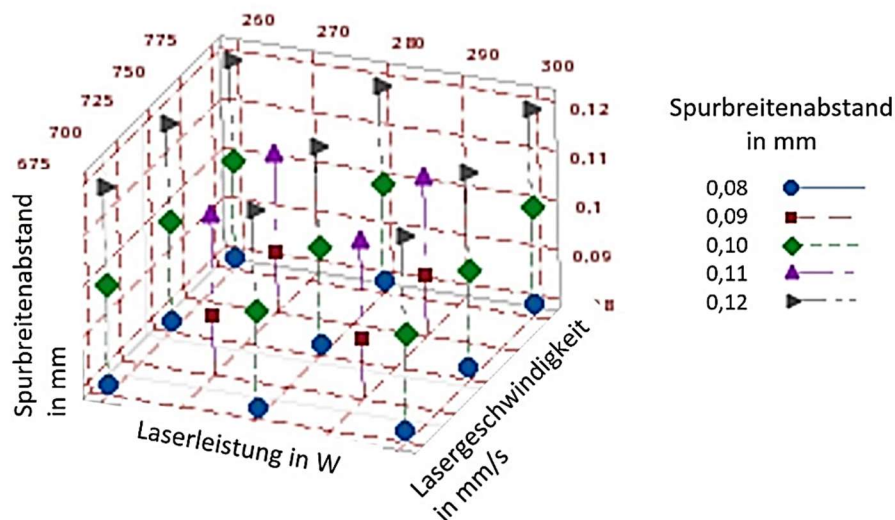 260
270
280
290
300
775
750
725
700
675
0,12
0,11
0,1
0,09
Spurbreitenabstand
in mm
Laserleistung in W
Lasergeschwindigkeit
in mm/s
Spurbreitenabstand
in mm
0,08
0,09
0,10
0,11
0,12